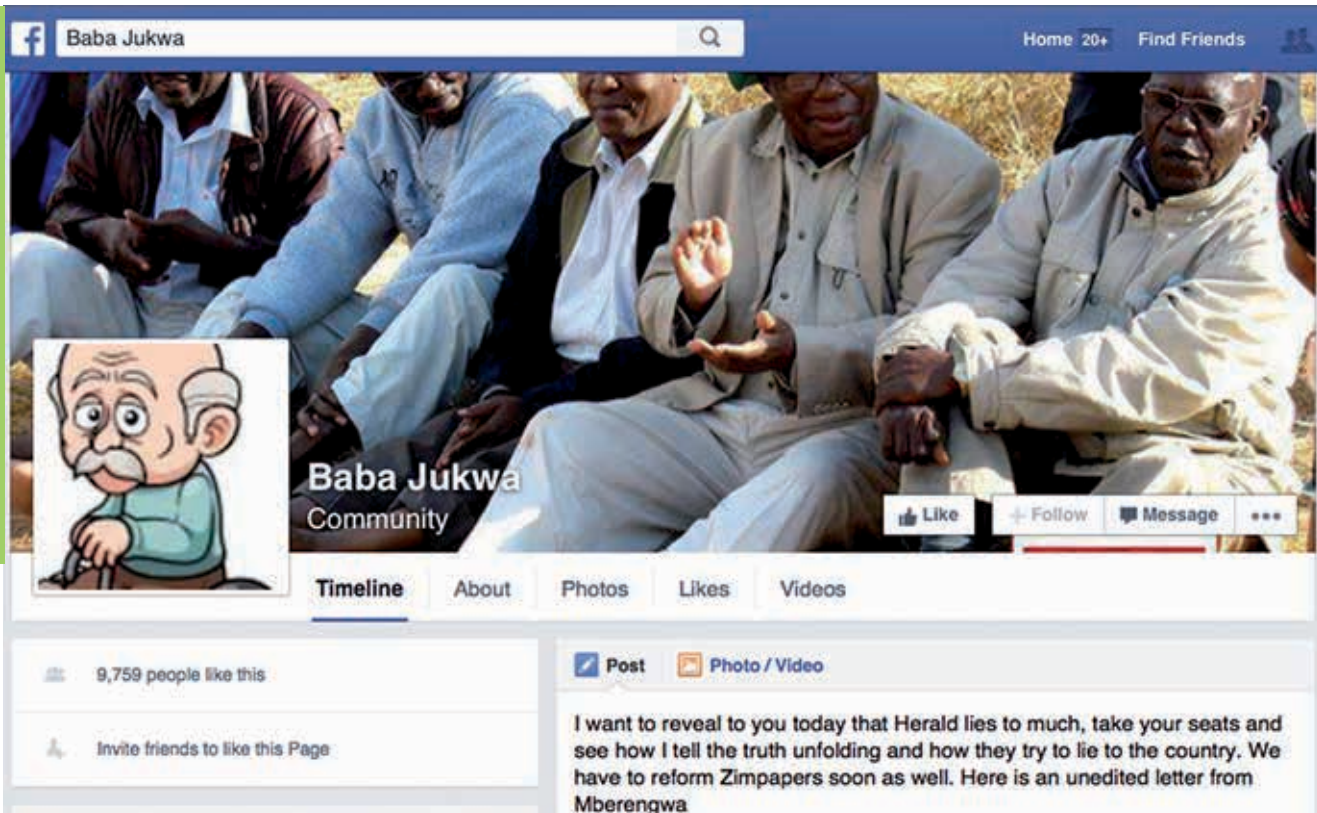 f Baba Jukwa Home 20+ Find Friends
Baba Jukwa
Community
Like + Follow Message
Timeline About Photos Likes Videos
9,759 people like this
Invite friends to like this Page
Post Photo / Video
I want to reveal to you today that Herald lies to much, take your seats and
see how I tell the truth unfolding and how they try to lie to the country. We
have to reform Zimpapers soon as well. Here is an unedited letter from
Mberengwa